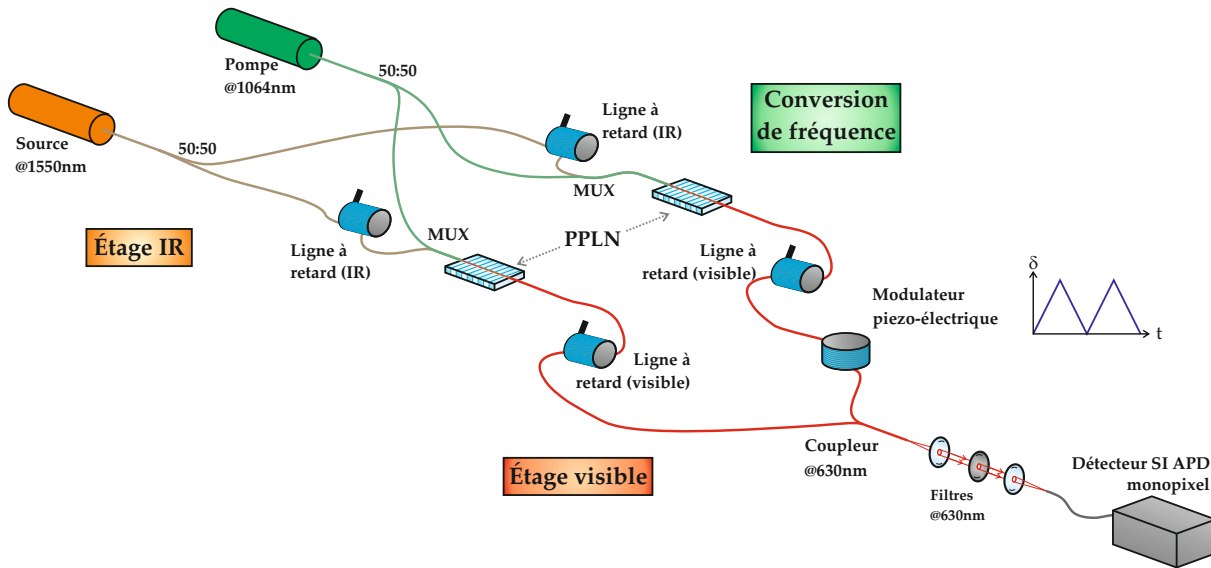 Pompe
@1064nm
50:50
Source
@1550nm
50:50
Ligne à
retard (IR)
Conversion
de fréquence
MUX
Étage IR
Ligne à
retard (IR)
MUX
PPLN
Ligne à
retard (visible)
Modulateur
piezo-électrique
δ
t
Ligne à
retard (visible)
Étage visible
Coupleur
@630nm
Filtres
@630nm
Détecteur SI APD
monopixel